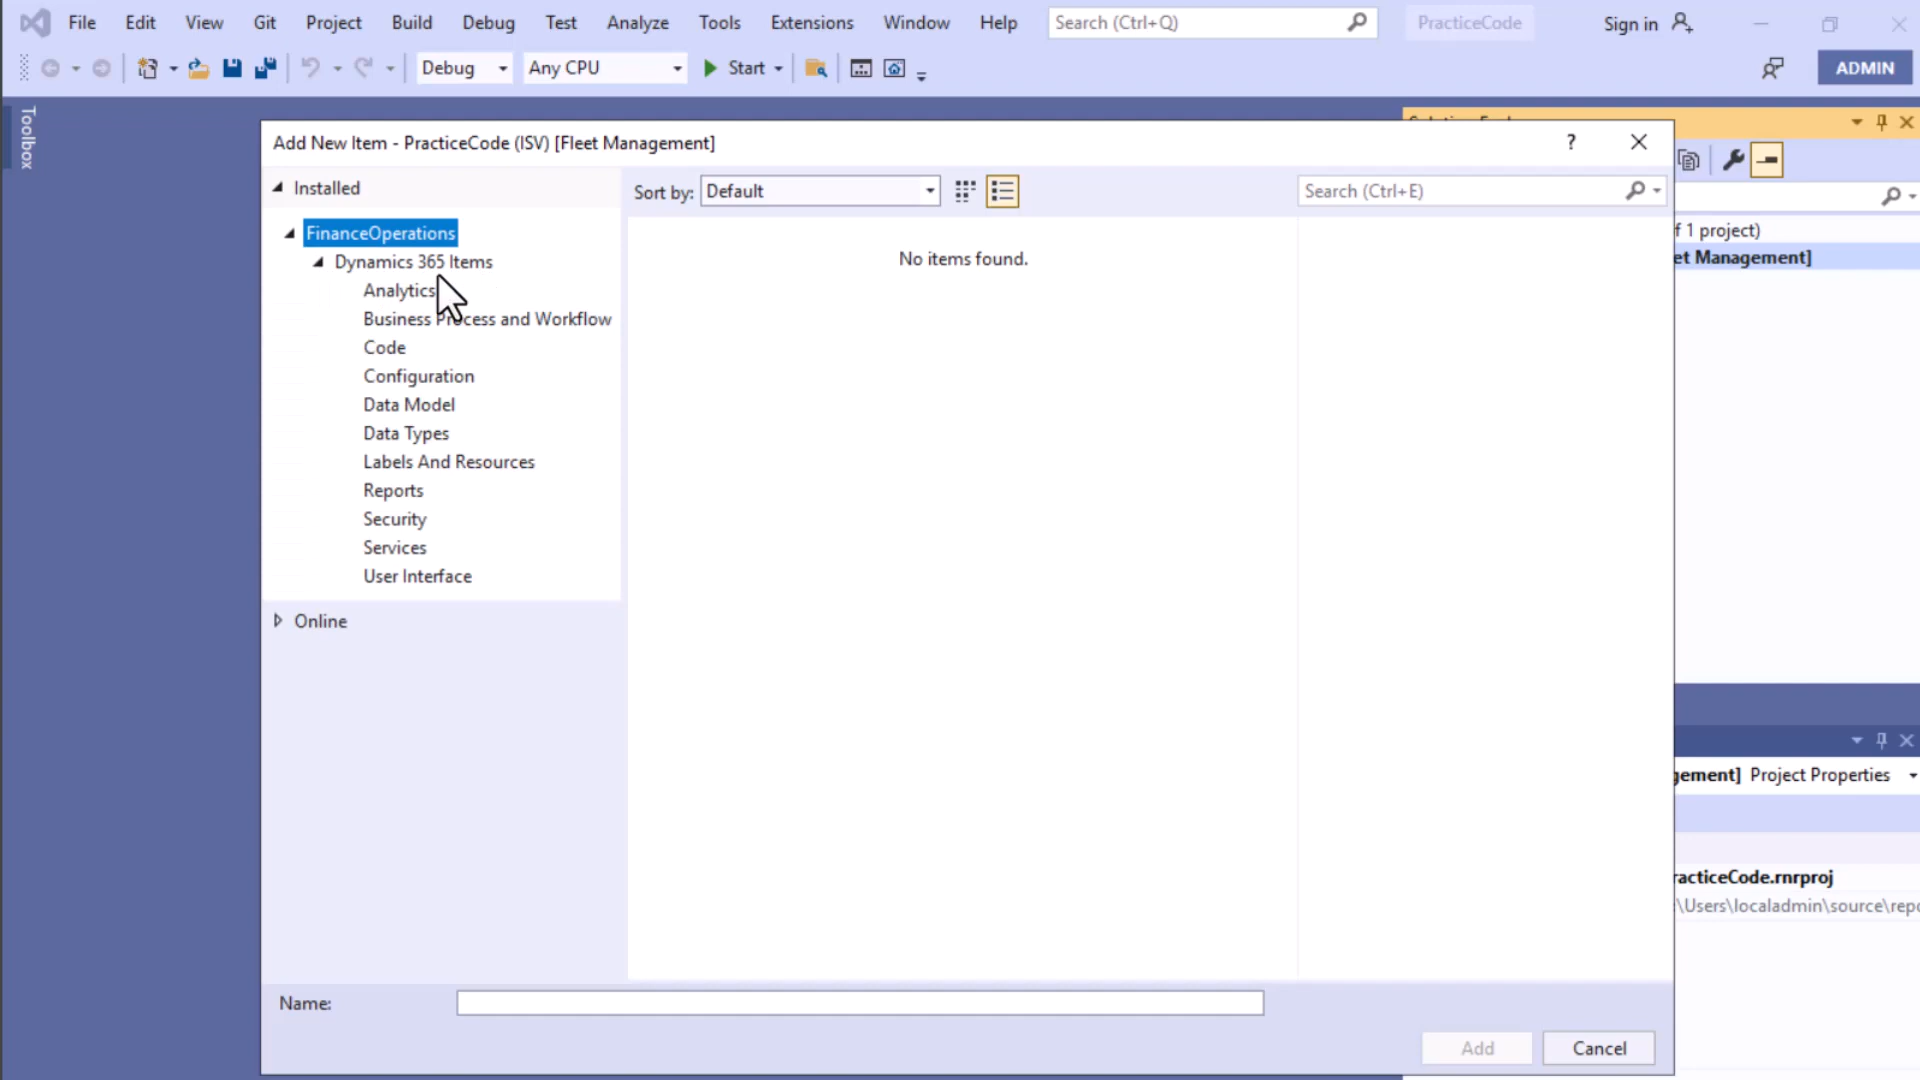 File Edit View Git Project Build Debug Test Analyze Tools Extensions Window Help Search (Ctrl+Q) PracticeCode Sign in
Debug Any CPU Start ADMIN
Toolbox
Add New Item - PracticeCode (ISV) [Fleet Management]
Installed
Sort by: Default
Search (Ctrl+E)
FinanceOperations
Dynamics 365 Items
Analytics
Business Process and Workflow
Code
Configuration
Data Model
Data Types
Labels And Resources
Reports
Security
Services
User Interface
Online
No items found.
f 1 project)
et Management]
gement] Project Properties
racticeCode.rnrproj
:\Users\localadmin\source\repo
Name:
Add Cancel